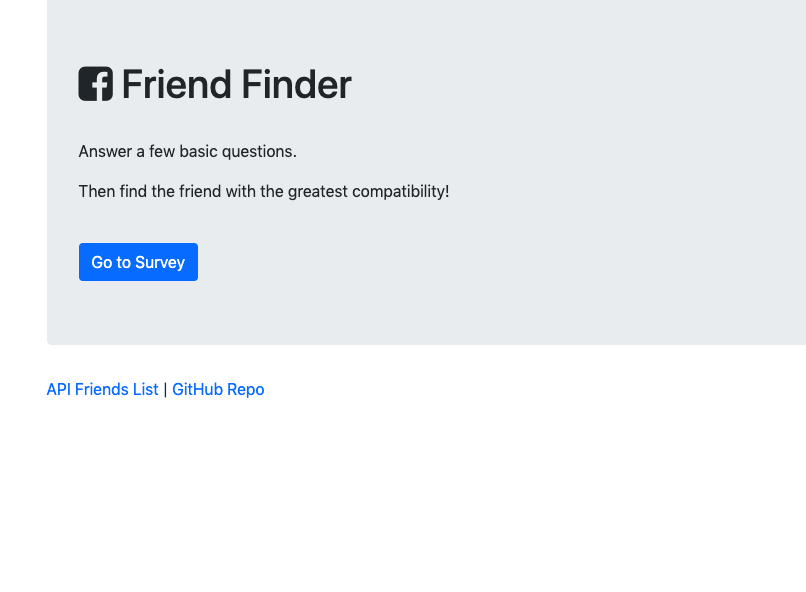 Friend Finder
Answer a few basic questions.
Then find the friend with the greatest compatibility!
Go to Survey
API Friends List | GitHub Repo